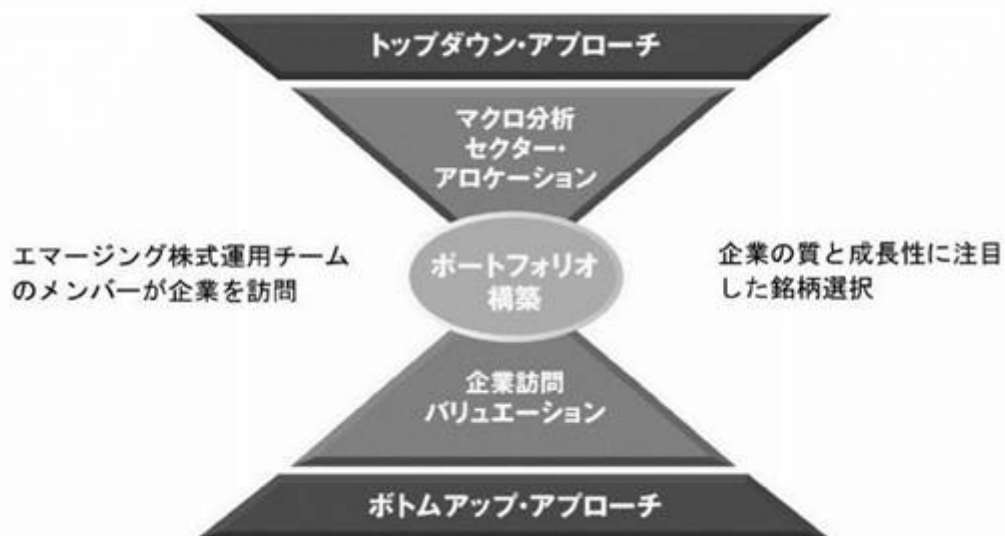 トップダウン・アプローチ
マクロ分析
セクター・
アロケーション
エマージング株式運用チーム
のメンバーが企業を訪問
ポートフォリオ
構築
企業の質と成長性に注目
した銘柄選択
企業訪問
バリュエーション
ボトムアップ・アプローチ